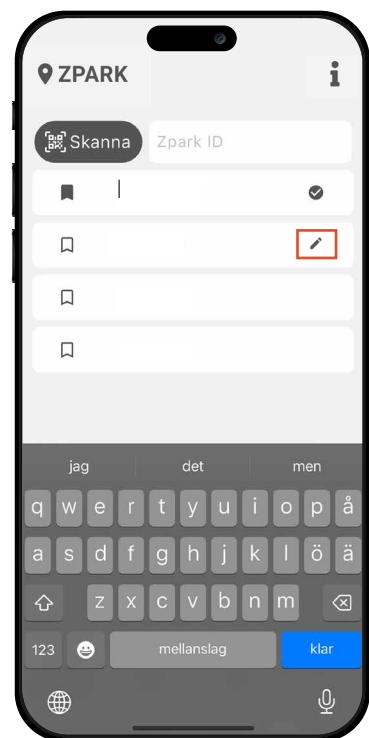 ZPARK
Skanna Zpark ID
jag det men
q w e r t y u i o p å
a s d f g h j k l ö ä
z x c v b n m
123 mellanslag klar